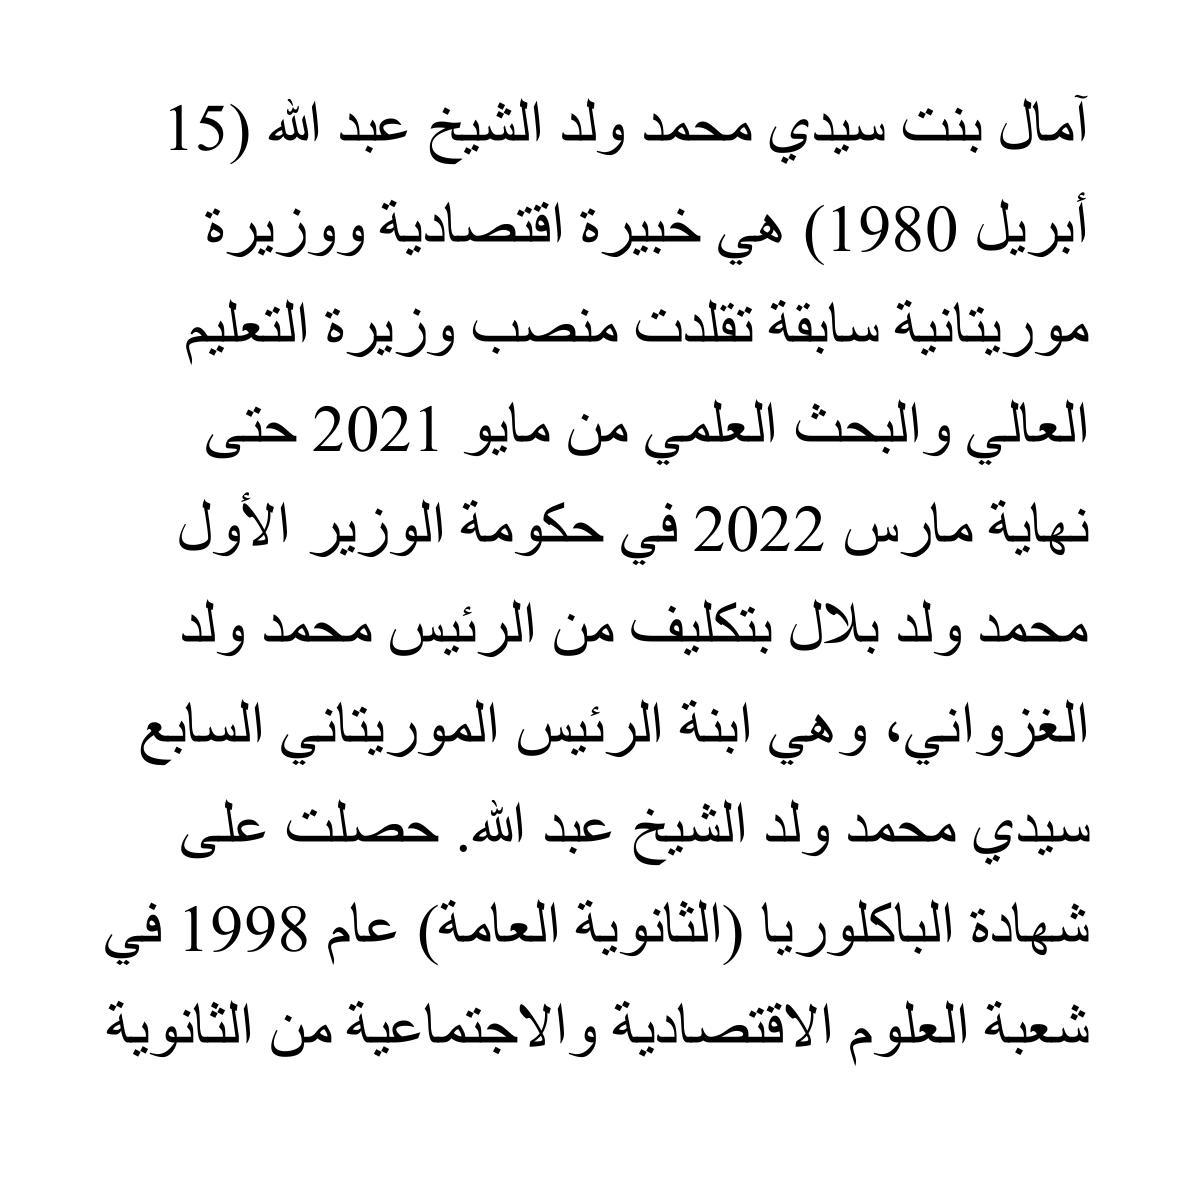 آمال بنت سيدي محمد ولد الشيخ عبد الله (15
أبريل 1980) هي خبيرة اقتصادية ووزيرة
موريتانية سابقة تقلدت منصب وزيرة التعليم
العالي والبحث العلمي من مايو 2021 حتى
نهاية مارس 2022 في حكومة الوزير الأول
محمد ولد بلال بتكليف من الرئيس محمد ولد
الغزواني، وهي ابنة الرئيس الموريتاني السابع
سيدي محمد ولد الشيخ عبد الله. حصلت على
شهادة الباكلوريا (الثانوية العامة) عام 1998 في
شعبة العلوم الاقتصادية والاجتماعية من الثانوية